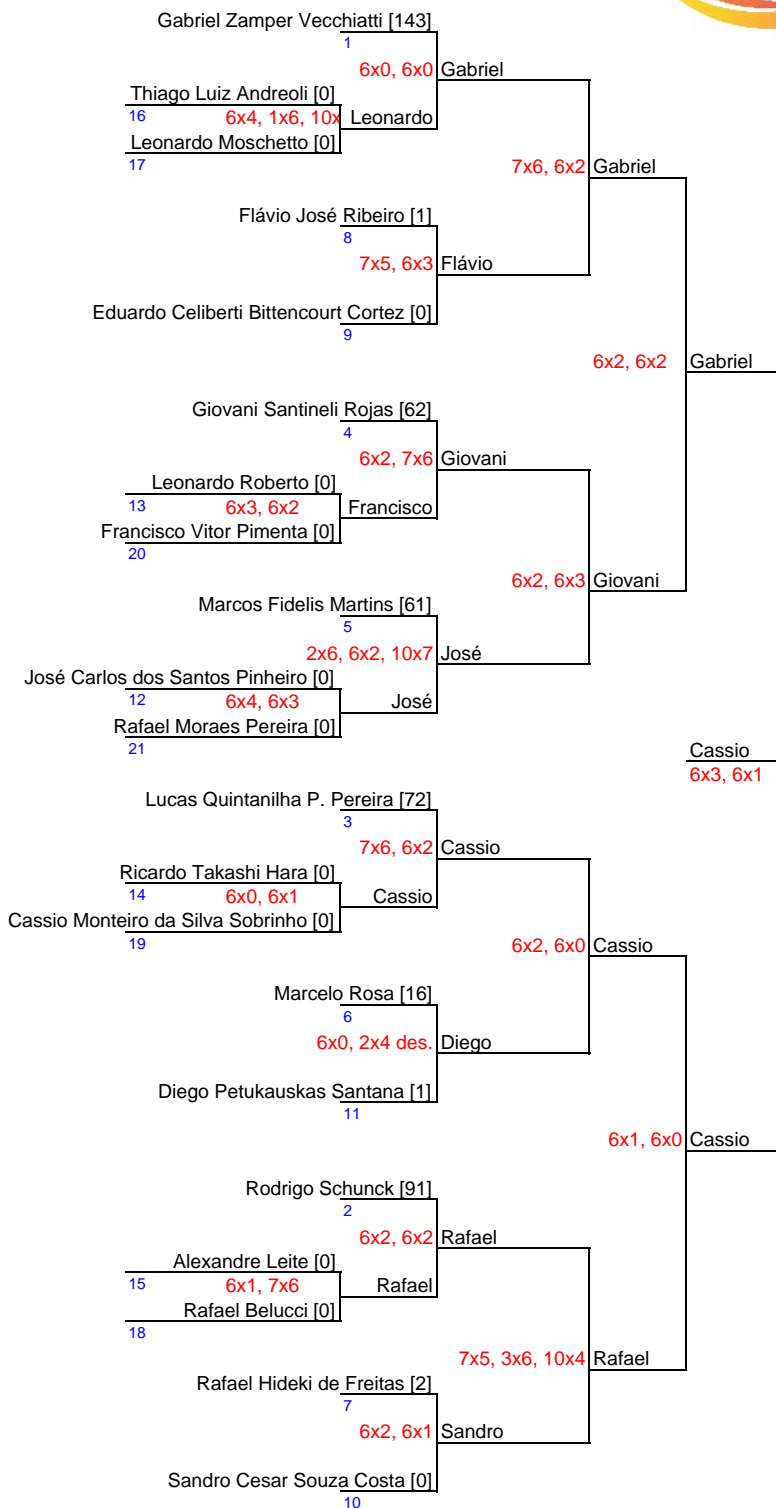 Gabriel Zamper Vecchiatti [143]
1
6x0, 6x0 Gabriel
Thiago Luiz Andreoli [0]
16 6x4, 1x6, 10x Leonardo
Leonardo Moschetto [0]
17
7x6, 6x2 Gabriel
Flávio José Ribeiro [1]
8
7x5, 6x3 Flávio
Eduardo Celiberti Bittencourt Cortez [0]
9
6x2, 6x2 Gabriel
Giovani Santineli Rojas [62]
4
6x2, 7x6 Giovani
Leonardo Roberto [0]
13 6x3, 6x2 Francisco
Francisco Vitor Pimenta [0]
20
6x2, 6x3 Giovani
Marcos Fidelis Martins [61]
5
2x6, 6x2, 10x7 José
José Carlos dos Santos Pinheiro [0]
12 6x4, 6x3 José
Rafael Moraes Pereira [0]
21
Cassio
6x3, 6x1
Lucas Quintanilha P. Pereira [72]
3
7x6, 6x2 Cassio
Ricardo Takashi Hara [0]
14 6x0, 6x1 Cassio
Cassio Monteiro da Silva Sobrinho [0]
19
6x2, 6x0 Cassio
Marcelo Rosa [16]
6
6x0, 2x4 des. Diego
Diego Petukauskas Santana [1]
11
6x1, 6x0 Cassio
Rodrigo Schunck [91]
2
6x2, 6x2 Rafael
Alexandre Leite [0]
15 6x1, 7x6 Rafael
Rafael Belucci [0]
18
7x5, 3x6, 10x4 Rafael
Rafael Hideki de Freitas [2]
7
6x2, 6x1 Sandro
Sandro Cesar Souza Costa [0]
10